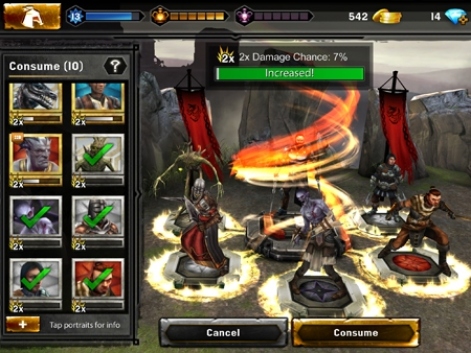 13
542
14
2x 2x Damage Chance: 7%
Increased!
Consume (10) ?
2x 2x
2x 2x
2x 2x
2x 2x
+ Tap portraits for info
Cancel
Consume